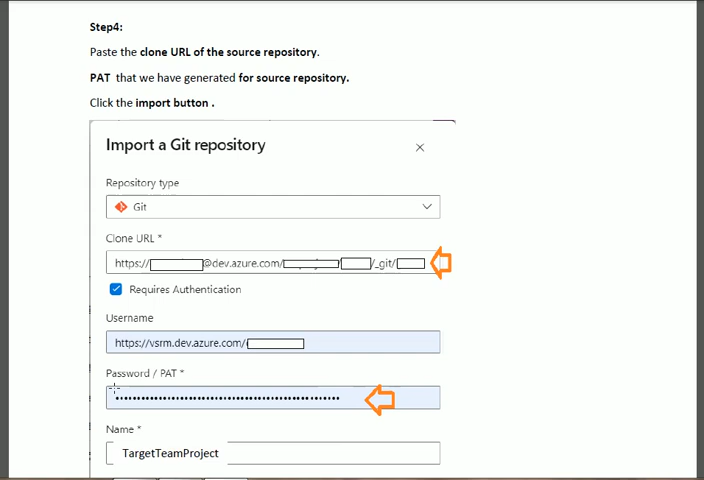 Step4:
Paste the clone URL of the source repository.
PAT that we have generated for source repository.
Click the import button .
Import a Git repository
Repository type
Git
Clone URL *
https://
@dev.azure.com/
/_git/
Requires Authentication
Username
https://vsrm.dev.azure.com/
Password / PAT *
Name *
TargetTeamProject